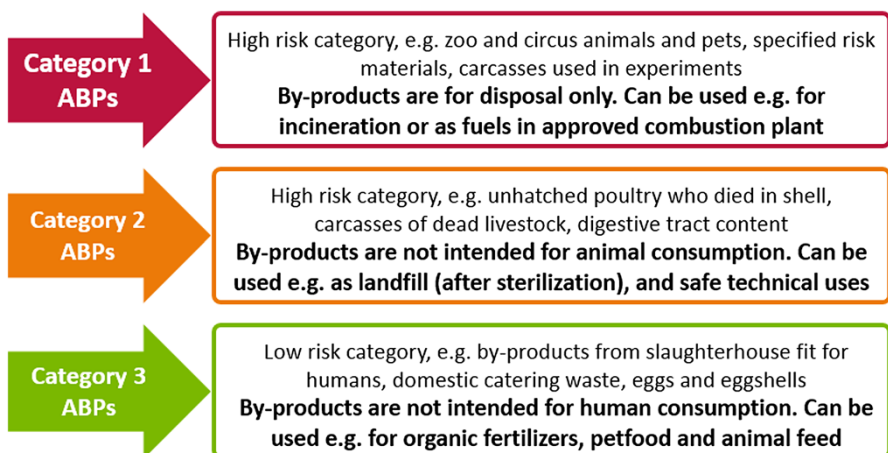 Category 1
ABPs
High risk category, e.g. zoo and circus animals and pets, specified risk
materials, carcasses used in experiments
By-products are for disposal only. Can be used e.g. for
incineration or as fuels in approved combustion plant
Category 2
ABPs
High risk category, e.g. unhatched poultry who died in shell,
carcasses of dead livestock, digestive tract content
By-products are not intended for animal consumption. Can be
used e.g. as landfill (after sterilization), and safe technical uses
Category 3
ABPs
Low risk category, e.g. by-products from slaughterhouse fit for
humans, domestic catering waste, eggs and eggshells
By-products are not intended for human consumption. Can be
used e.g. for organic fertilizers, petfood and animal feed